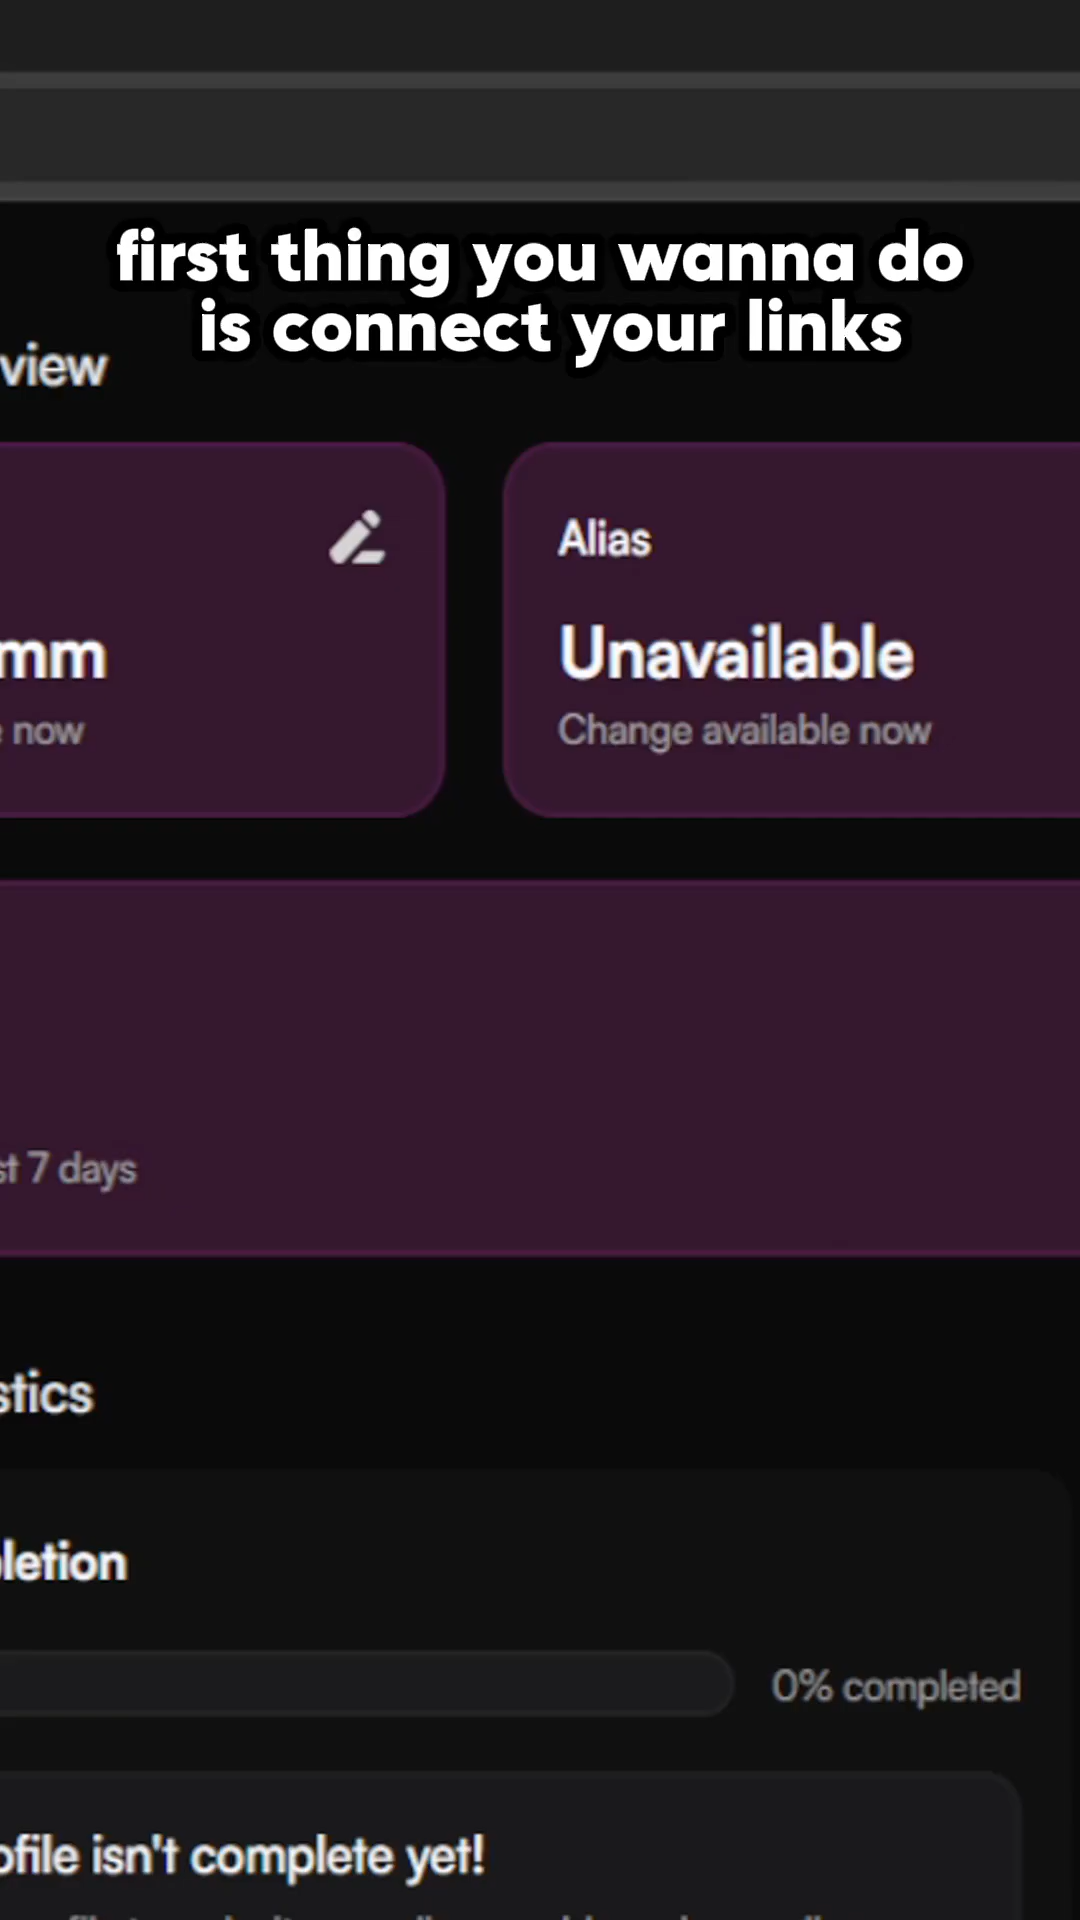 first thing you wanna do
is connect your links
view
Alias
mm
Unavailable
now
Change available now
st 7 days
stics
letion
0% completed
ofile isn't complete yet!